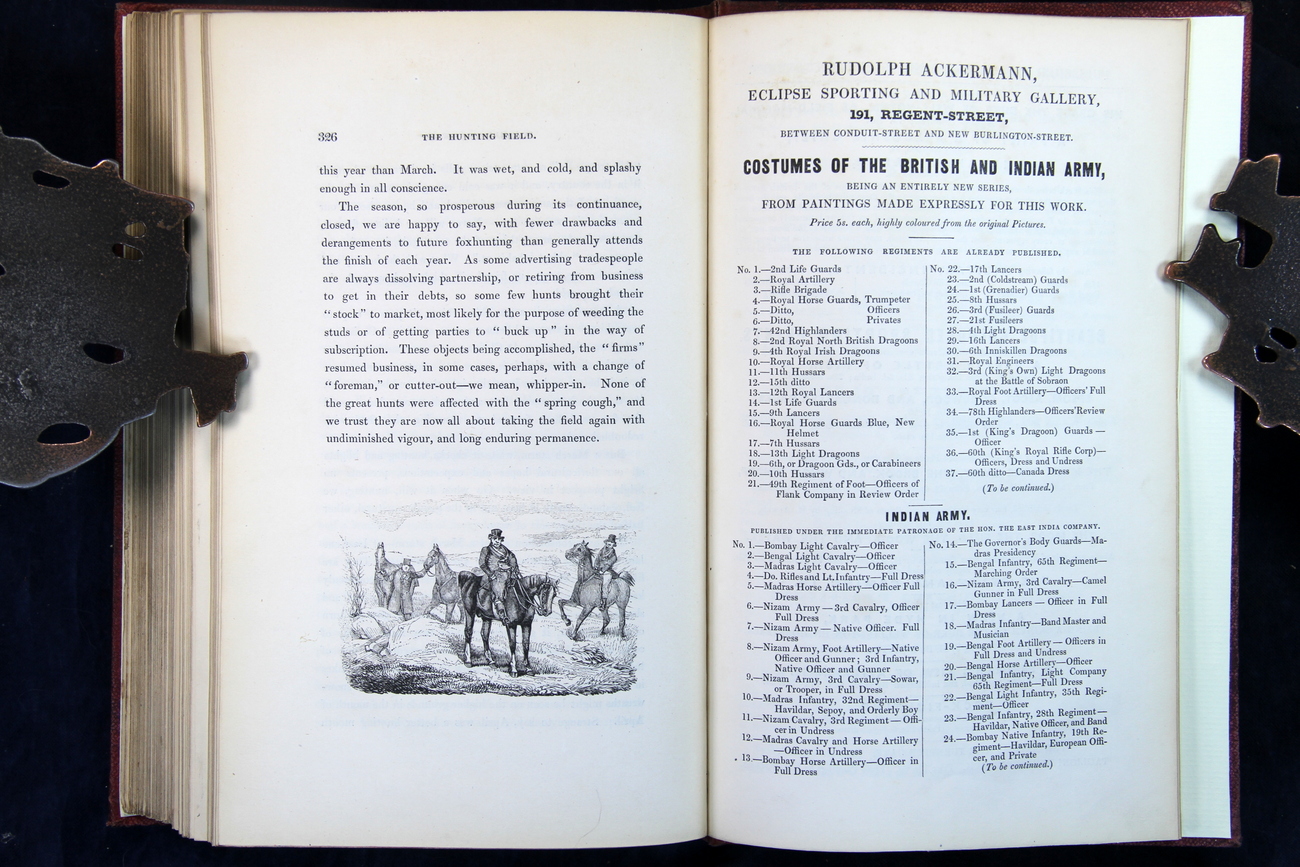 326
THE HUNTING FIELD.
this year than March. It was wet, and cold, and splashy
enough in all conscience.
The season, so prosperous during its continuance,
closed, we are happy to say, with fewer drawbacks and
derangements to future foxhunting than generally attends
the finish of each year. As some advertising tradespeople
are always dissolving partnership, or retiring from business
to get in their debts, so some few hunts brought their
“stock” to market, most likely for the purpose of weeding the
studs or of getting parties to “buck up” in the way of
subscription. These objects being accomplished, the “firms”
resumed business, in some cases, perhaps, with a change of
“foreman,” or cutter-out—we mean, whipper-in. None of
the great hunts were affected with the “spring cough,” and
we trust they are now all about taking the field again with
undiminished vigour, and long enduring permanence.
RUDOLPH ACKERMANN,
ECLIPSE SPORTING AND MILITARY GALLERY,
191, REGENT-STREET,
BETWEEN CONDUIT-STREET AND NEW BURLINGTON-STREET.
COSTUMES OF THE BRITISH AND INDIAN ARMY,
BEING AN ENTIRELY NEW SERIES,
FROM PAINTINGS MADE EXPRESSLY FOR THIS WORK.
Price 5s. each, highly coloured from the original Pictures.
THE FOLLOWING REGIMENTS ARE ALREADY PUBLISHED.
No. 1.—2nd Life Guards
2.—Royal Artillery
3.—Rifle Brigade
4.—Royal Horse Guards, Trumpeter
5.—Ditto, Officers
6.—Ditto, Privates
7.—42nd Highlanders
8.—2nd Royal North British Dragoons
9.—4th Royal Irish Dragoons
10.—Royal Horse Artillery
11.—11th Hussars
12.—15th ditto
13.—12th Royal Lancers
14.—1st Life Guards
15.—9th Lancers
16.—Royal Horse Guards Blue, New
Helmet
17.—7th Hussars
18.—13th Light Dragoons
19.—6th, or Dragoon Gds., or Carabineers
20.—10th Hussars
21.—49th Regiment of Foot—Officers of
Flank Company in Review Order
No. 22.—17th Lancers
23.—2nd (Coldstream) Guards
24.—1st (Grenadier) Guards
25.—8th Hussars
26.—3rd (Fusileer) Guards
27.—21st Fusileers
28.—4th Light Dragoons
29.—16th Lancers
30.—6th Inniskillen Dragoons
31.—Royal Engineers
32.—3rd (King's Own) Light Dragoons
at the Battle of Sobraon
33.—Royal Foot Artillery—Officers' Full
Dress
34.—78th Highlanders—Officers' Review
Order
35.—1st (King's Dragoon) Guards—
Officer
36.—60th (King's Royal Rifle Corp)—
Officers, Dress and Undress
37.—60th ditto—Canada Dress
(To be continued.)
INDIAN ARMY.
PUBLISHED UNDER THE IMMEDIATE PATRONAGE OF THE HON. THE EAST INDIA COMPANY.
No. 1.—Bombay Light Cavalry—Officer
2.—Bengal Light Cavalry—Officer
3.—Madras Light Cavalry—Officer
4.—Do. Rifles and Lt. Infantry—Full Dress
5.—Madras Horse Artillery—Officer Full
Dress
6.—Nizam Army—3rd Cavalry, Officer
Full Dress
7.—Nizam Army—Native Officer. Full
Dress
8.—Nizam Army, Foot Artillery—Native
Officer and Gunner; 3rd Infantry,
Native Officer and Gunner
9.—Nizam Army, 3rd Cavalry—Sowar,
or Trooper, in Full Dress
10.—Madras Infantry, 32nd Regiment—
Havildar, Sepoy, and Orderly Boy
11.—Nizam Cavalry, 3rd Regiment—Offi-
cer in Undress
12.—Madras Cavalry and Horse Artillery
—Officer in Undress
13.—Bombay Horse Artillery—Officer in
Full Dress
No. 14.—The Governor's Body Guards—Ma-
dras Presidency
15.—Bengal Infantry, 65th Regiment—
Marching Order
16.—Nizam Army, 3rd Cavalry—Camel
Gunner in Full Dress
17.—Bombay Lancers—Officer in Full
Dress
18.—Madras Infantry—Band Master and
Musician
19.—Bengal Foot Artillery—Officers in
Full Dress and Undress
20.—Bengal Horse Artillery—Officer
21.—Bengal Infantry, Light Company
65th Regiment—Full Dress
22.—Bengal Light Infantry, 35th Regi-
ment—Officer
23.—Bengal Infantry, 28th Regiment—
Havildar, Native Officer, and Band
24.—Bombay Native Infantry, 19th Re-
giment—Havildar, European Offi-
cer, and Private
(To be continued.)